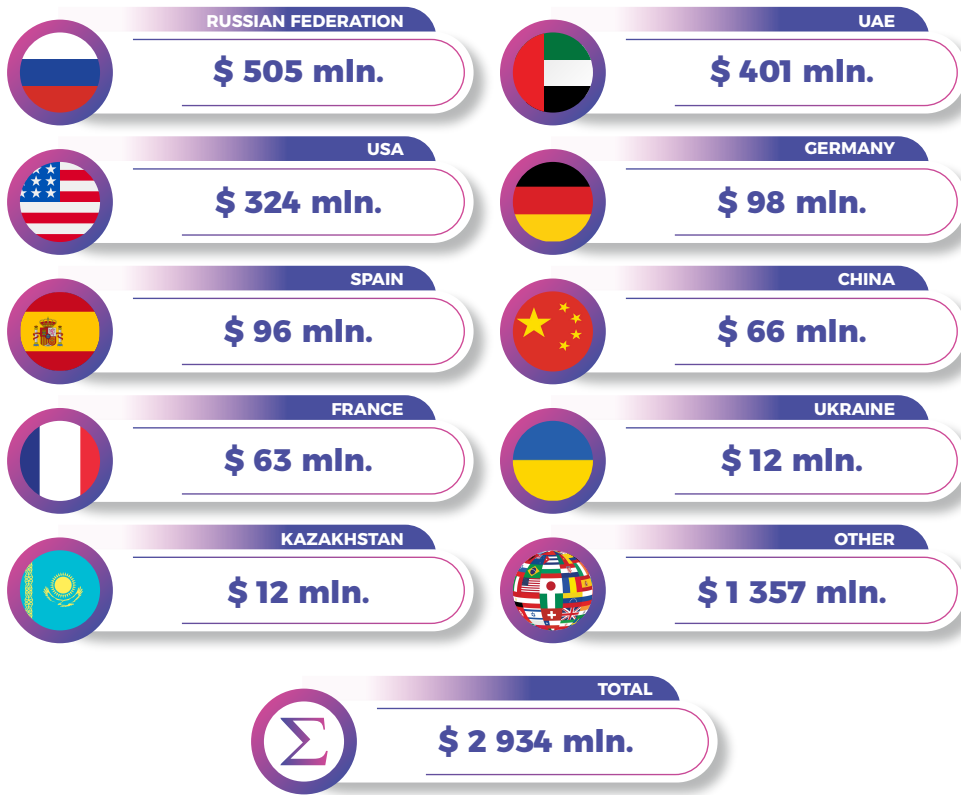 RUSSIAN FEDERATION
$ 505 mln.
UAE
$ 401 mln.
USA
$ 324 mln.
GERMANY
$ 98 mln.
SPAIN
$ 96 mln.
CHINA
$ 66 mln.
FRANCE
$ 63 mln.
UKRAINE
$ 12 mln.
KAZAKHSTAN
$ 12 mln.
OTHER
$ 1 357 mln.
TOTAL
Σ
$ 2 934 mln.